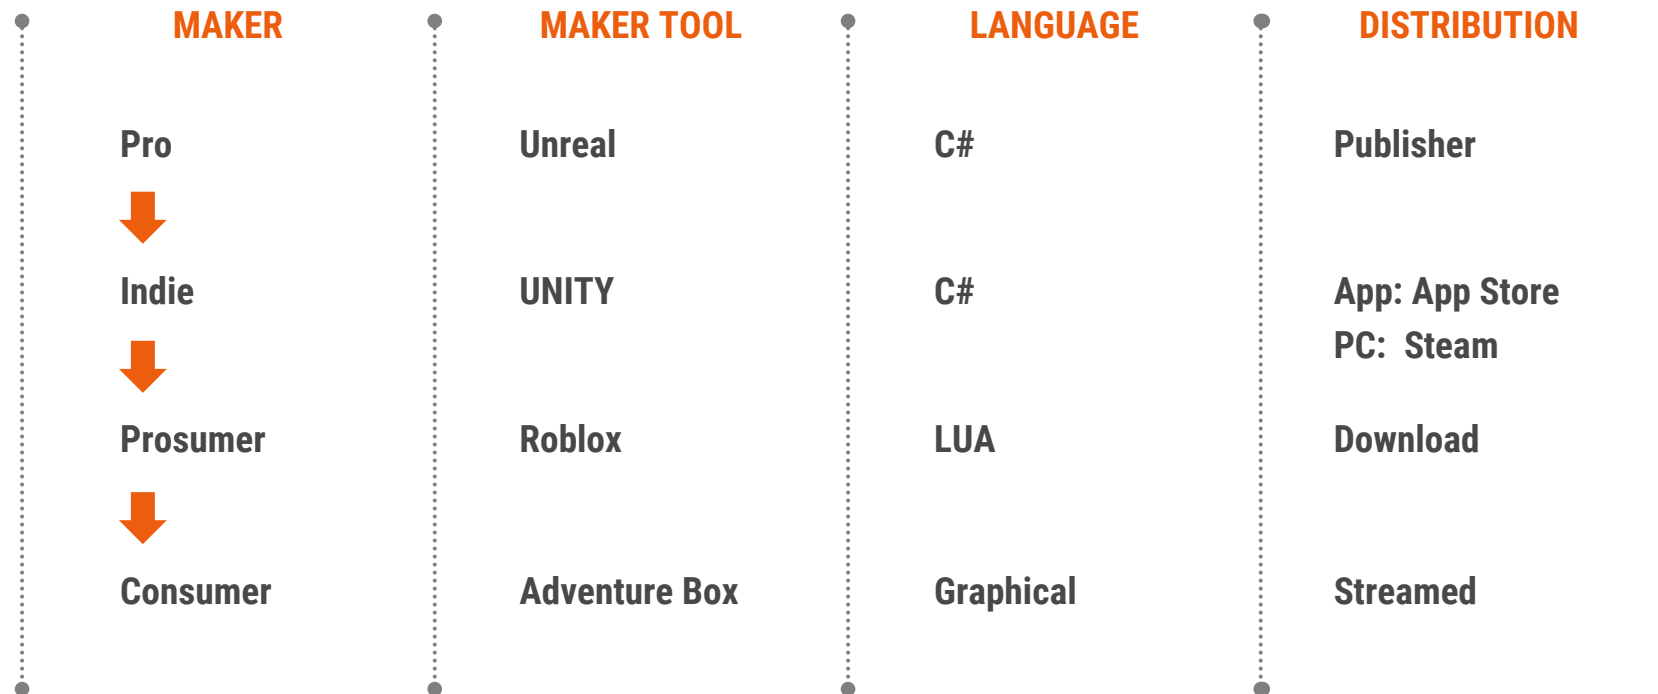 MAKER MAKER TOOL LANGUAGE DISTRIBUTION
Pro Unreal C# Publisher
Indie UNITY C# App: App Store
PC: Steam
Prosumer Roblox LUA Download
Consumer Adventure Box Graphical Streamed